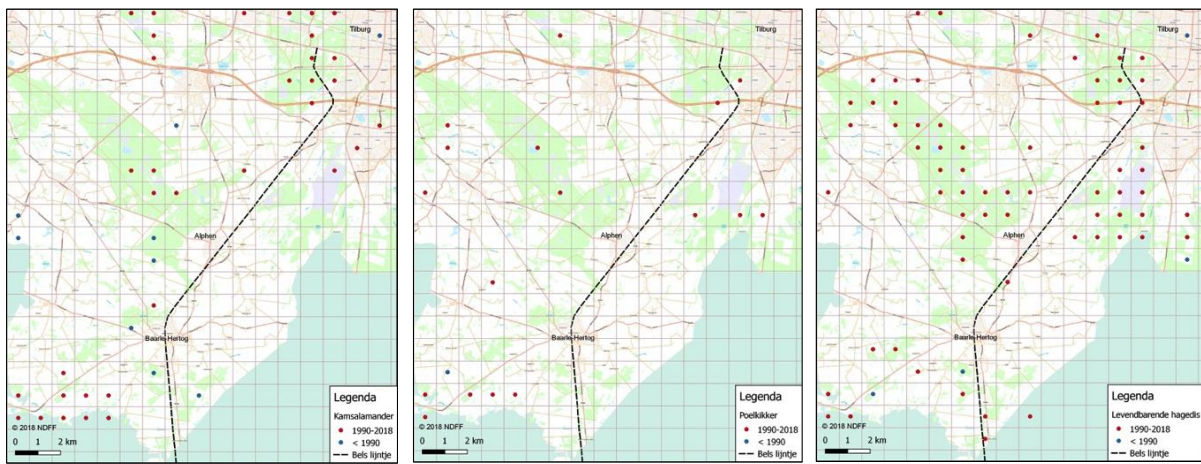 Tilburg
Alphen
Baarle-Hertog
Legenda
Kamsalamander
1990-2018
< 1990
Bels lijntje
© 2018 NDFF
0 1 2 km
Tilburg
Alphen
Baarle-Hertog
Legenda
Poelkikker
1990-2018
< 1990
Bels lijntje
© 2018 NDFF
0 1 2 km
Tilburg
Alphen
Baarle-Hertog
Legenda
Levendbarende hagedis
1990-2018
< 1990
Bels lijntje
© 2018 NDFF
0 1 2 km